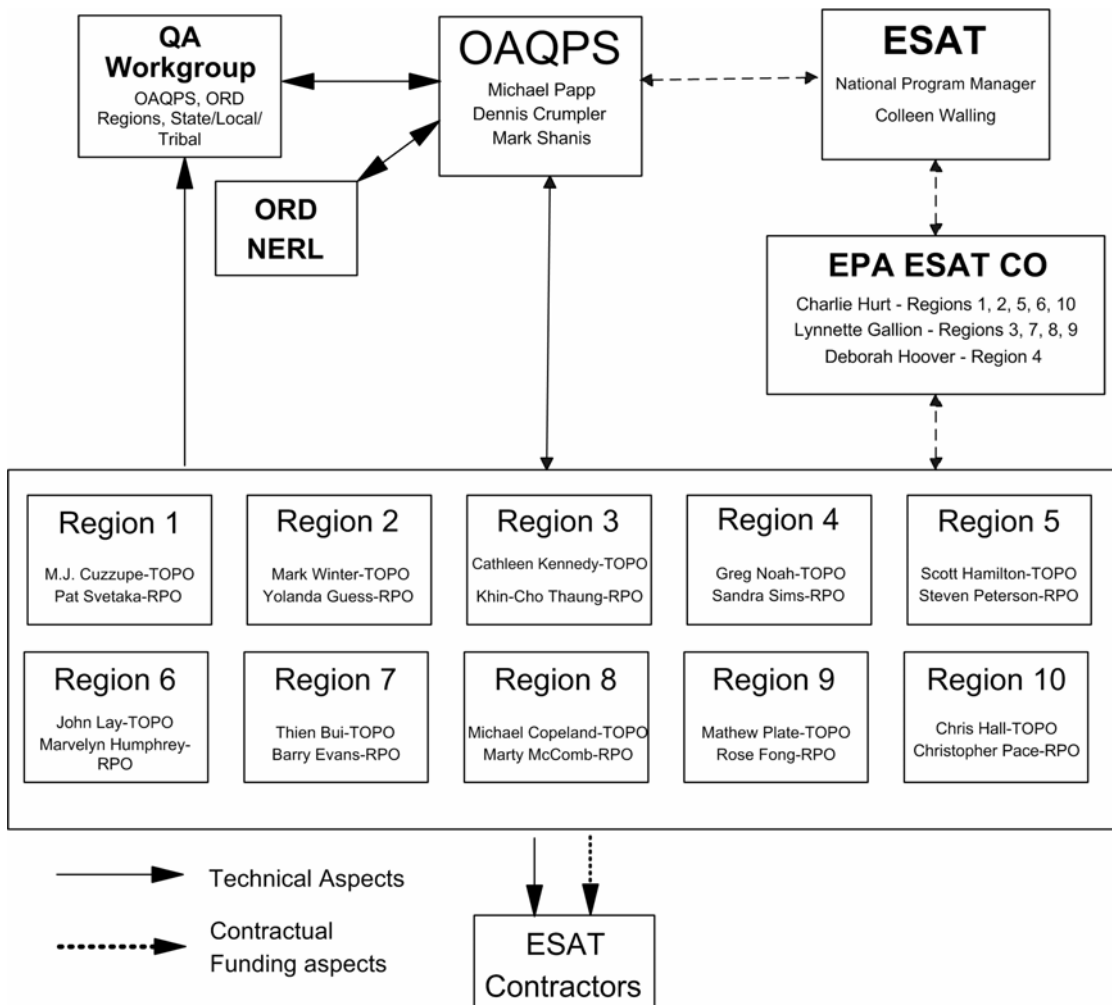 QA
Workgroup
OAQPS, ORD
Regions, State/Local/
Tribal
OAQPS
Michael Papp
Dennis Crumpler
Mark Shanis
ESAT
National Program Manager
Colleen Walling
ORD
NERL
EPA ESAT CO
Charlie Hurt - Regions 1, 2, 5, 6, 10
Lynnette Gallion - Regions 3, 7, 8, 9
Deborah Hoover - Region 4
Region 1
M.J. Cuzzupe-TOPO
Pat Svetaka-RPO
Region 2
Mark Winter-TOPO
Yolanda Guess-RPO
Region 3
Cathleen Kennedy-TOPO
Khin-Cho Thaung-RPO
Region 4
Greg Noah-TOPO
Sandra Sims-RPO
Region 5
Scott Hamilton-TOPO
Steven Peterson-RPO
Region 6
John Lay-TOPO
Marvelyn Humphrey-
RPO
Region 7
Thien Bui-TOPO
Barry Evans-RPO
Region 8
Michael Copeland-TOPO
Marty McComb-RPO
Region 9
Mathew Plate-TOPO
Rose Fong-RPO
Region 10
Chris Hall-TOPO
Christopher Pace-RPO
Technical Aspects
Contractual
Funding aspects
ESAT
Contractors